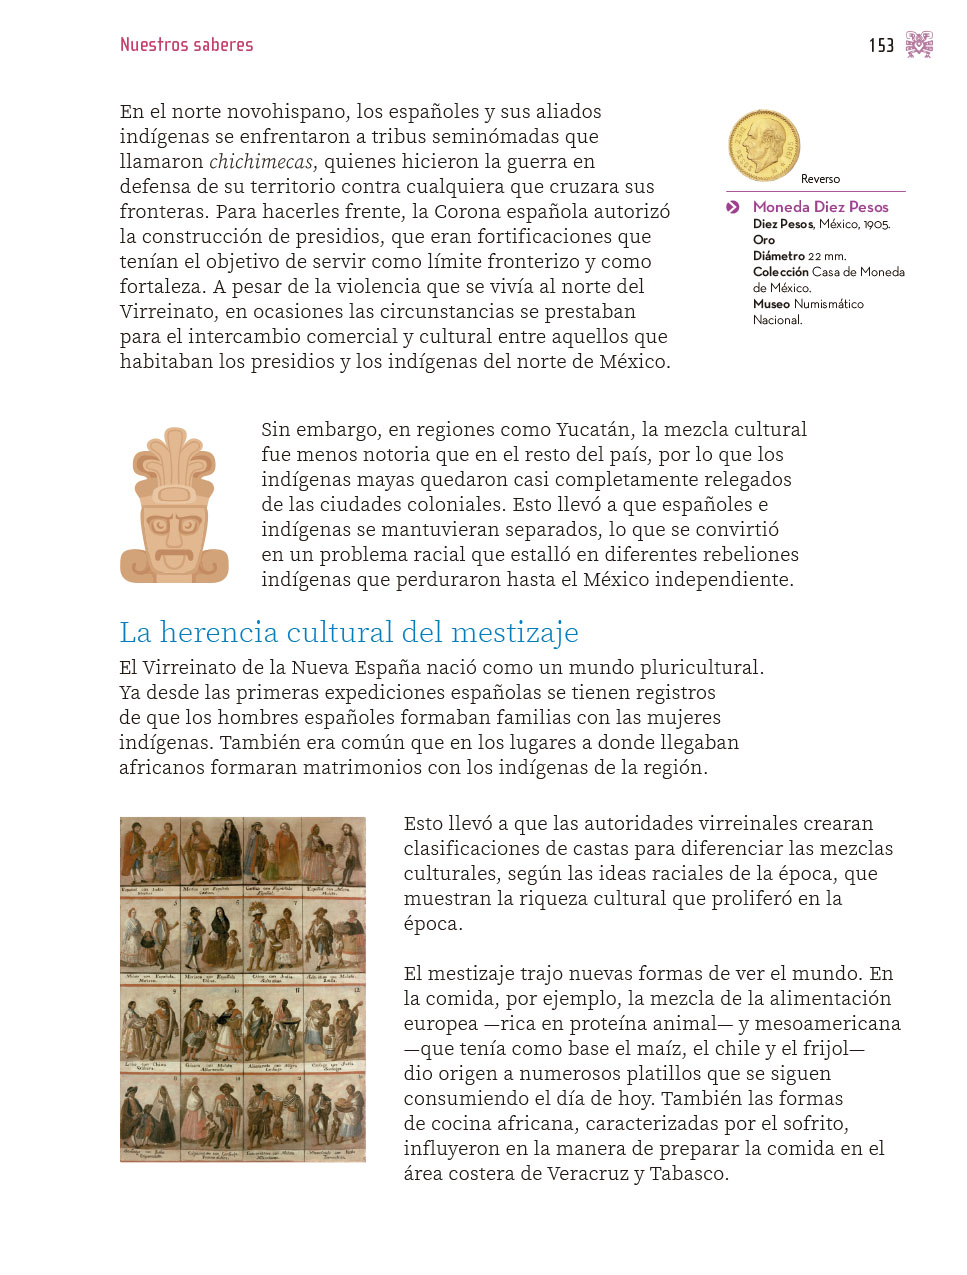 Nuestros saberes
153
En el norte novohispano, los españoles y sus aliados
indígenas se enfrentaron a tribus seminómadas que
llamaron chichimecas, quienes hicieron la guerra en
defensa de su territorio contra cualquiera que cruzara sus
fronteras. Para hacerles frente, la Corona española autorizó
la construcción de presidios, que eran fortificaciones que
tenían el objetivo de servir como límite fronterizo y como
fortaleza. A pesar de la violencia que se vivía al norte del
Virreinato, en ocasiones las circunstancias se prestaban
para el intercambio comercial y cultural entre aquellos que
habitaban los presidios y los indígenas del norte de México.
Reverso
Moneda Diez Pesos
Diez Pesos, México, 1905.
Oro
Diámetro 22 mm.
Colección Casa de Moneda
de México.
Museo Numismático
Nacional.
Sin embargo, en regiones como Yucatán, la mezcla cultural
fue menos notoria que en el resto del país, por lo que los
indígenas mayas quedaron casi completamente relegados
de las ciudades coloniales. Esto llevó a que españoles e
indígenas se mantuvieran separados, lo que se convirtió
en un problema racial que estalló en diferentes rebeliones
indígenas que perduraron hasta el México independiente.
La herencia cultural del mestizaje
El Virreinato de la Nueva España nació como un mundo pluricultural.
Ya desde las primeras expediciones españolas se tienen registros
de que los hombres españoles formaban familias con las mujeres
indígenas. También era común que en los lugares a donde llegaban
africanos formaran matrimonios con los indígenas de la región.
Esto llevó a que las autoridades virreinales crearan
clasificaciones de castas para diferenciar las mezclas
culturales, según las ideas raciales de la época, que
muestran la riqueza cultural que proliferó en la
época.
El mestizaje trajo nuevas formas de ver el mundo. En
la comida, por ejemplo, la mezcla de la alimentación
europea —rica en proteína animal— y mesoamericana
—que tenía como base el maíz, el chile y el frijol—
dio origen a numerosos platillos que se siguen
consumiendo el día de hoy. También las formas
de cocina africana, caracterizadas por el sofrito,
influyeron en la manera de preparar la comida en el
área costera de Veracruz y Tabasco.